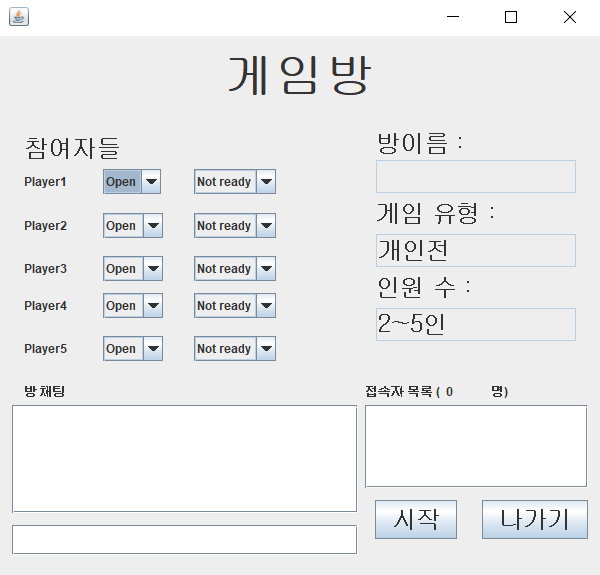 게임방
참여자들
Player1 Open Not ready
Player2 Open Not ready
Player3 Open Not ready
Player4 Open Not ready
Player5 Open Not ready
방이름 :
게임 유형 :
개인전
인원 수 :
2~5인
방 채팅
접속자 목록 ( 0 명)
시작 나가기